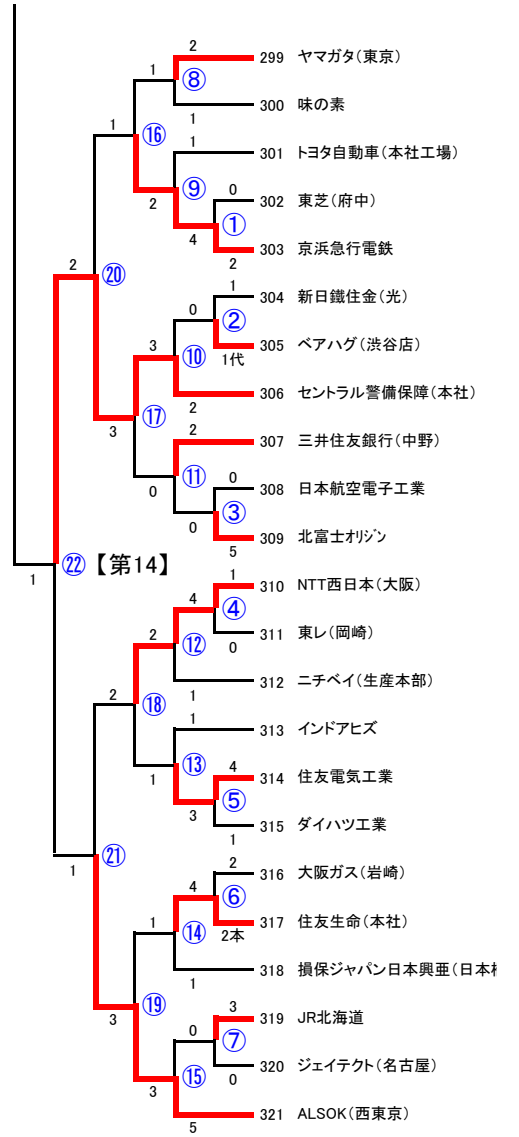 2
299 ヤマガタ(東京)
1 ⑧
300 味の素
1
1 ⑯ 1
301 トヨタ自動車(本社工場)
⑨ 0
2 302 東芝(府中)
4 ①
303 京浜急行電鉄
2
2 ⑳ 1
304 新日鐵住金(光)
0 ②
305 ベアハグ(渋谷店)
3 ⑩ 1代
306 セントラル警備保障(本社)
2
3 ⑰ 2
307 三井住友銀行(中野)
⑪ 0
0 308 日本航空電子工業
0 ③
309 北富士オリジン
5
1 ㉒ 【第14】
1
310 NTT西日本(大阪)
4 ④
311 東レ(岡崎)
2 ⑫ 0
312 ニチベイ(生産本部)
1
2 ⑱ 1
313 インドアヒズ
1 ⑬ 4
314 住友電気工業
3 ⑤
315 ダイハツ工業
1
1 ㉑ 2
316 大阪ガス(岩崎)
4 ⑥
317 住友生命(本社)
1 ⑭ 2本
318 損保ジャパン日本興亜(日本
1
3 ⑲ 3
319 JR北海道
0 ⑦
320 ジェイテクト(名古屋)
3 ⑮ 0
321 ALSOK(西東京)
5